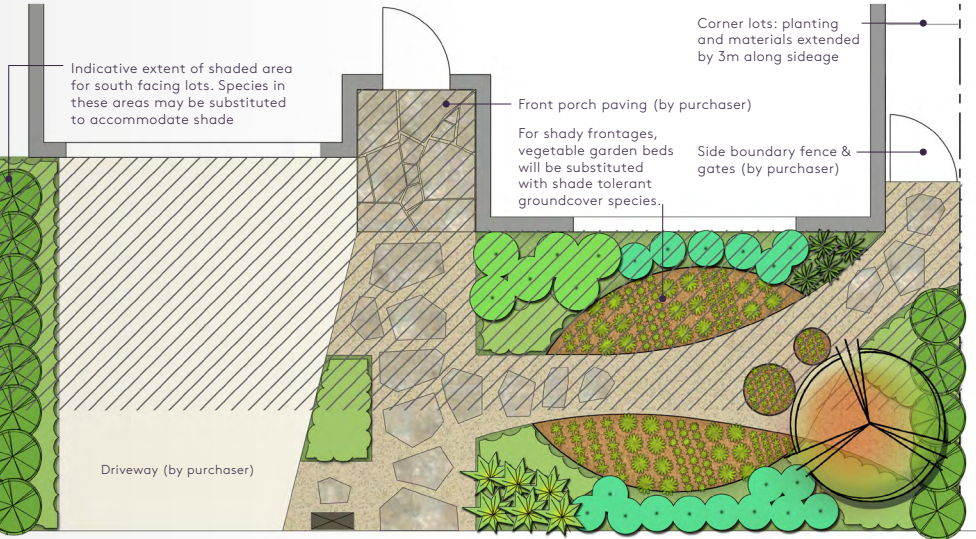 Corner lots: planting
and materials extended
by 3m along sideage
Indicative extent of shaded area
for south facing lots. Species in
these areas may be substituted
to accommodate shade
Front porch paving (by purchaser)
For shady frontages,
vegetable garden beds
will be substituted
with shade tolerant
groundcover species.
Side boundary fence &
gates (by purchaser)
Driveway (by purchaser)